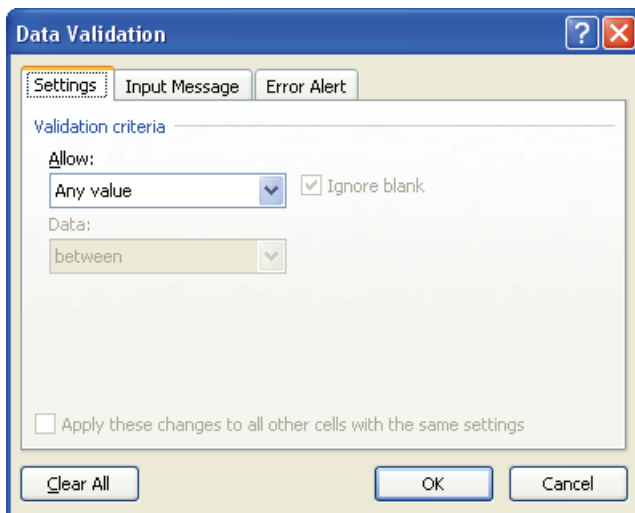 Data Validation
Settings Input Message Error Alert
Validation criteria
Allow:
Any value Ignore blank
Data:
between
Apply these changes to all other cells with the same settings
Clear All OK Cancel